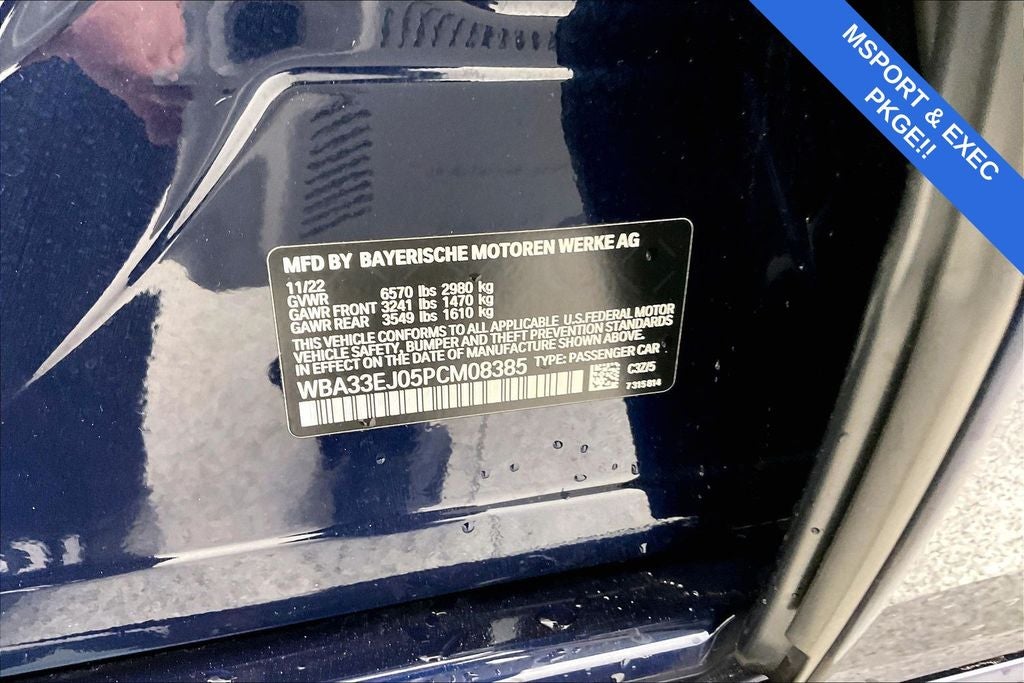 MSPORT & EXEC
PKGE!!
MFD BY BAYERISCHE MOTOREN WERKE AG
11/22
GVWR 6570 lbs 2980 kg
GAWR FRONT 3241 lbs 1470 kg
GAWR REAR 3549 lbs 1610 kg
THIS VEHICLE CONFORMS TO ALL APPLICABLE U.S.FEDERAL MOTOR
VEHICLE SAFETY, BUMPER AND THEFT PREVENTION STANDARDS
IN EFFECT ON THE DATE OF MANUFACTURE SHOWN ABOVE.
WBA33EJ05PCM08385 TYPE: PASSENGER CAR
C3Z/5
7315814